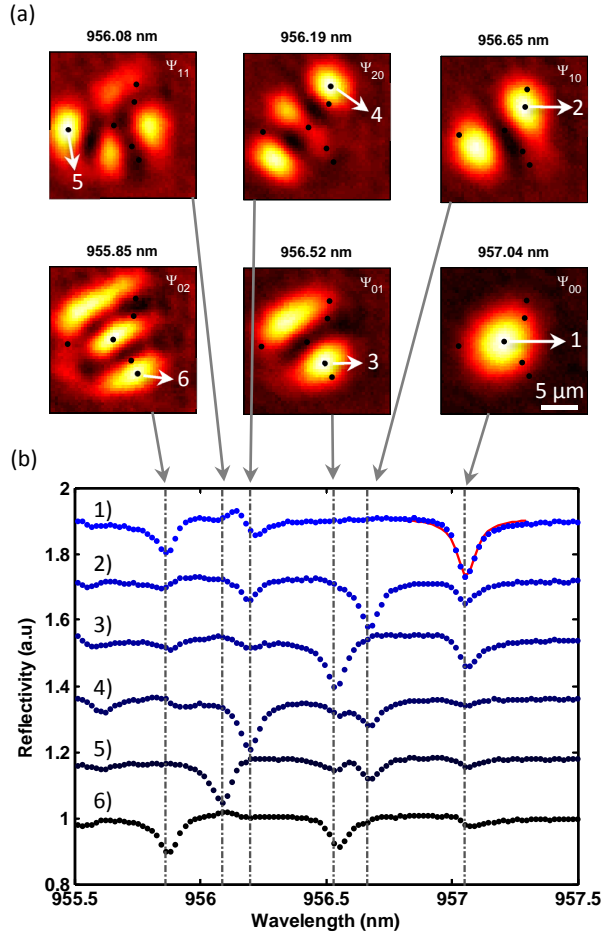 (a)
956.08 nm
956.19 nm
956.65 nm
Ψ11
Ψ20
Ψ10
5
4
2
955.85 nm
956.52 nm
957.04 nm
Ψ02
Ψ01
Ψ00
6
3
1
5 µm
(b)
2
1.8
1.6
1.4
1.2
1
0.8
Reflectivity (a.u)
1)
2)
3)
4)
5)
6)
955.5
956
956.5
957
957.5
Wavelength (nm)